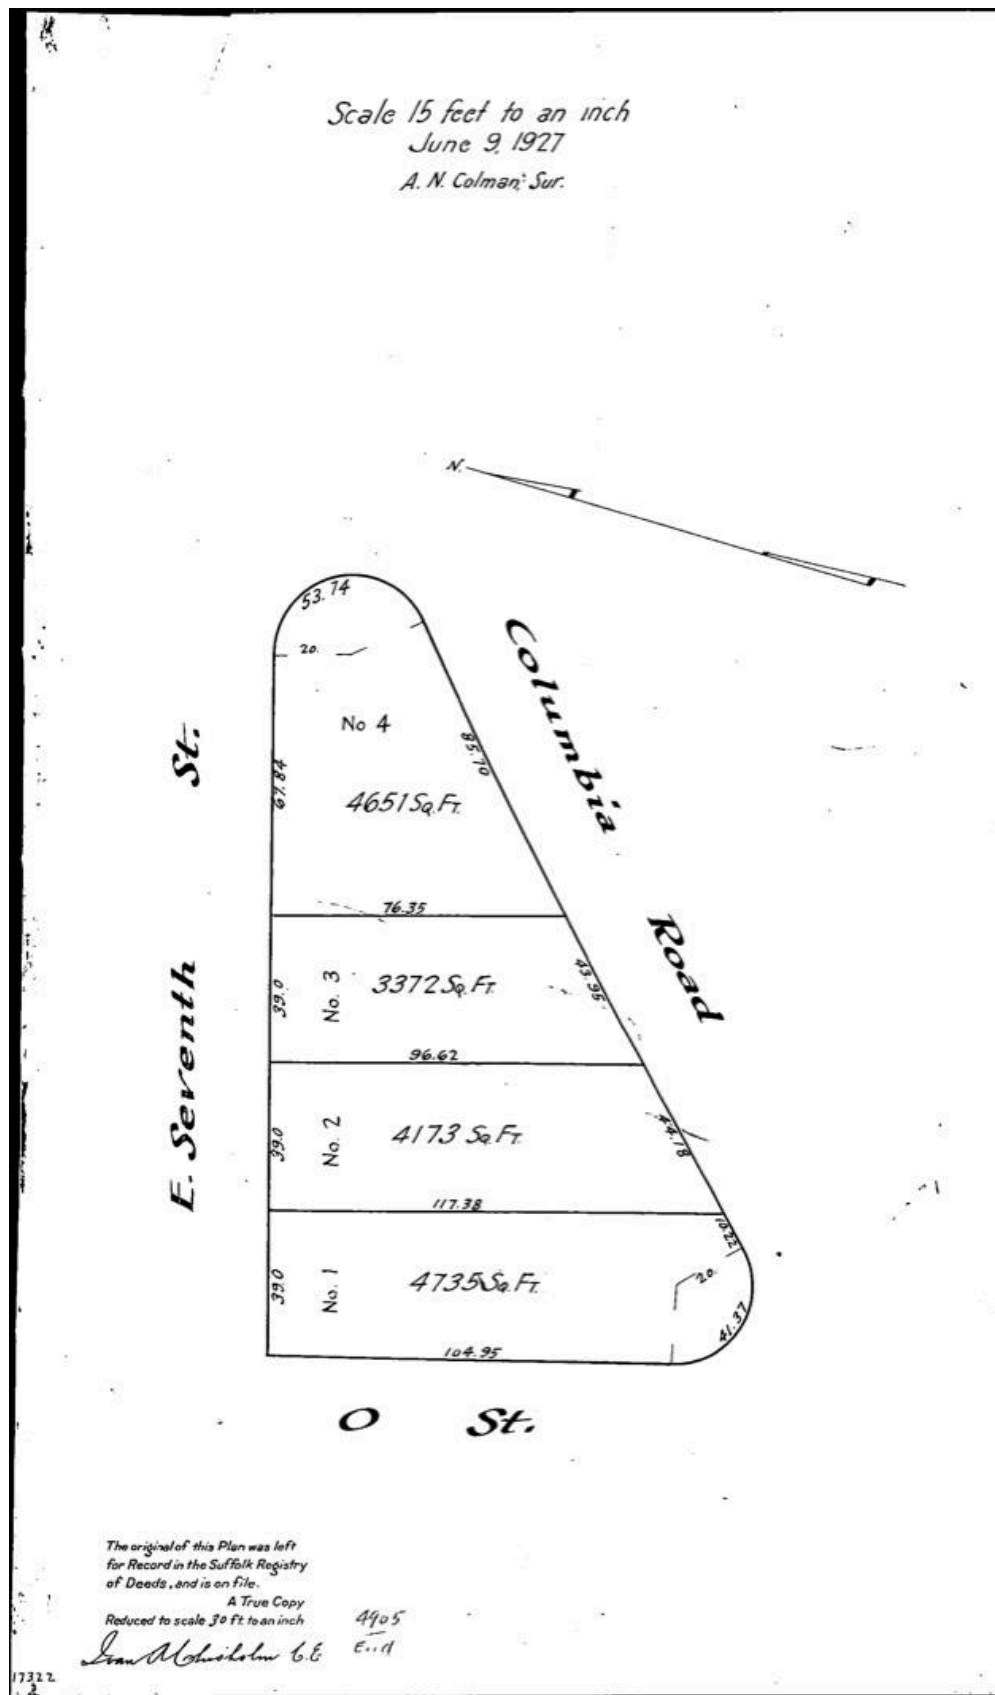 Scale 15 feet to an inch
June 9, 1927
A. N. Colman, Sur.
N.
53.74
20.
No 4
4651 Sq. Ft.
67.84
85.70
Columbia Road
76.35
No. 3
3372 Sq. Ft.
39.0
43.95
96.62
No. 2
4173 Sq. Ft.
39.0
44.78
117.38
No. 1
4735 Sq. Ft.
39.0
10.22
20.
41.37
104.95
E. Seventh St.
O St.
The original of this Plan was left
for Record in the Suffolk Registry
of Deeds, and is on file.
A True Copy
Reduced to scale 30 ft. to an inch
Chisholm C.E.
4905
End
17322